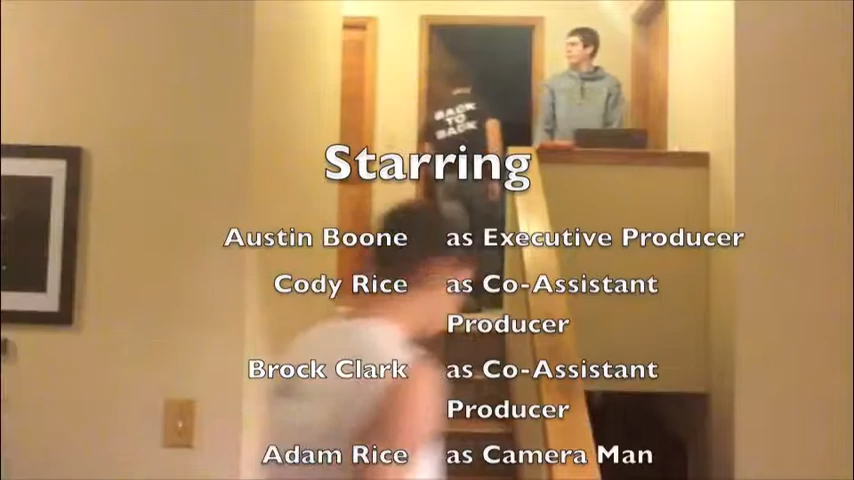 BACK
TO
BACK
Starring
Austin Boone as Executive Producer
Cody Rice as Co-Assistant
Producer
Brock Clark as Co-Assistant
Producer
Adam Rice as Camera Man